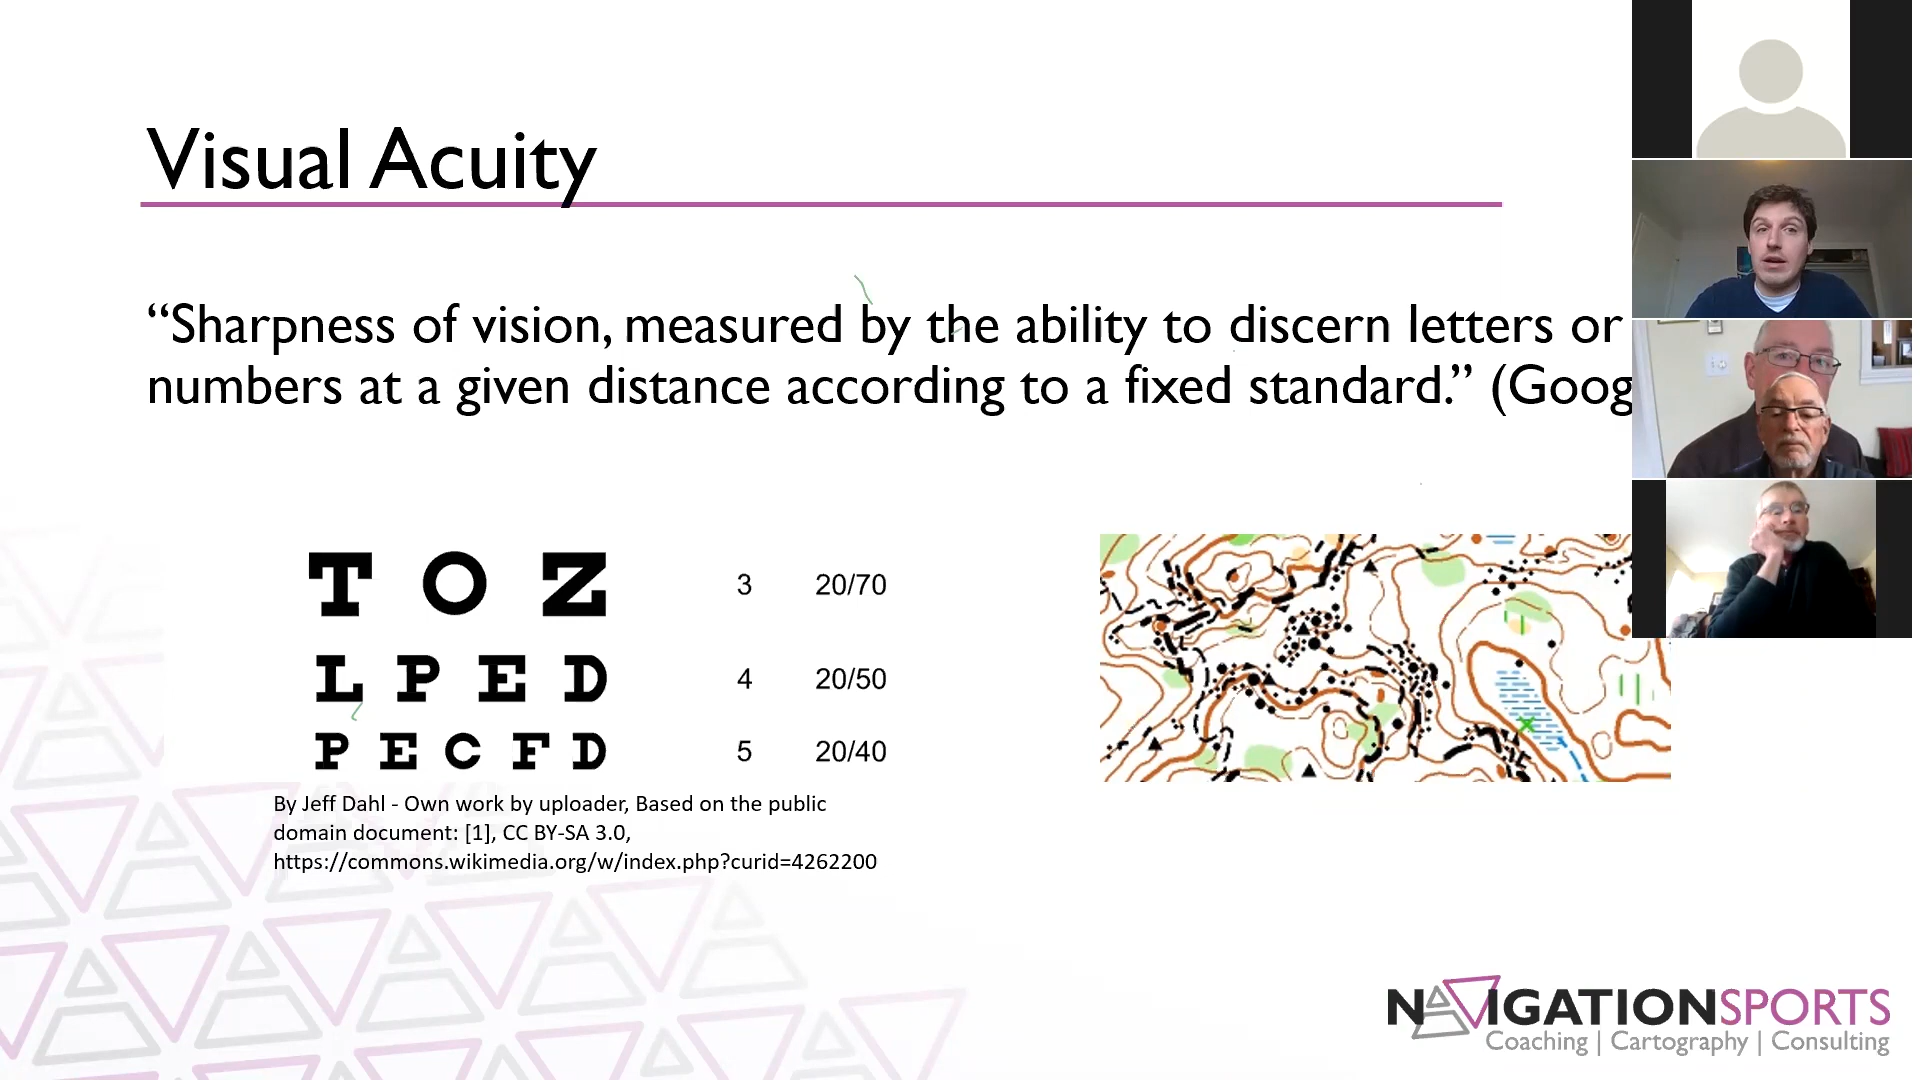 Visual Acuity
“Sharpness of vision, measured by the ability to discern letters or
numbers at a given distance according to a fixed standard.” (Goog
T O Z 3 20/70
L P E D 4 20/50
P E C F D 5 20/40
By Jeff Dahl - Own work by uploader, Based on the public
domain document: [1], CC BY-SA 3.0,
https://commons.wikimedia.org/w/index.php?curid=4262200
NAVIGATIONSPORTS
Coaching | Cartography | Consulting